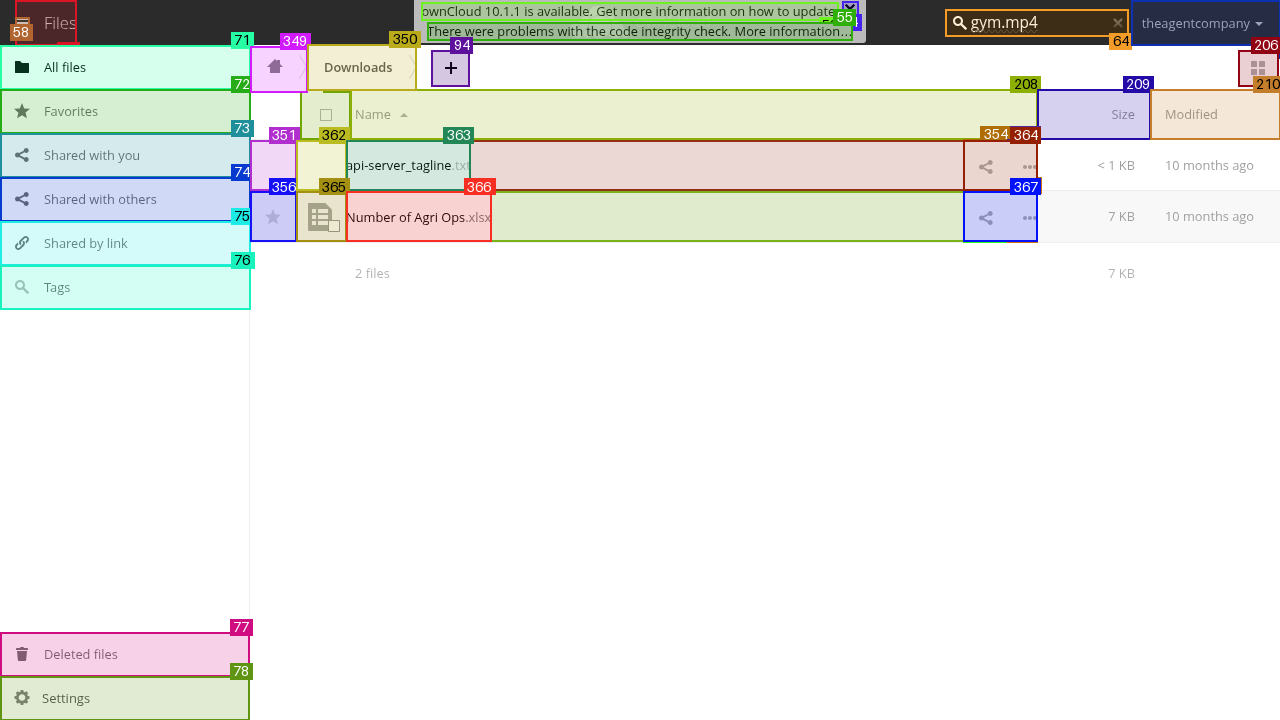 Files
ownCloud 10.1.1 is available. Get more information on how to update
There were problems with the code integrity check. More information…
gym.mp4
theagentcompany
58
71
349
350
94
55
64
206
All files
Downloads
72
208
209
210
Favorites
Name
Size
Modified
73
351
362
363
354
364
Shared with you
api-server_tagline.txt
< 1 KB
10 months ago
74
356
365
366
367
Shared with others
Number of Agri Ops.xlsx
7 KB
10 months ago
75
Shared by link
76
2 files
7 KB
Tags
77
Deleted files
78
Settings